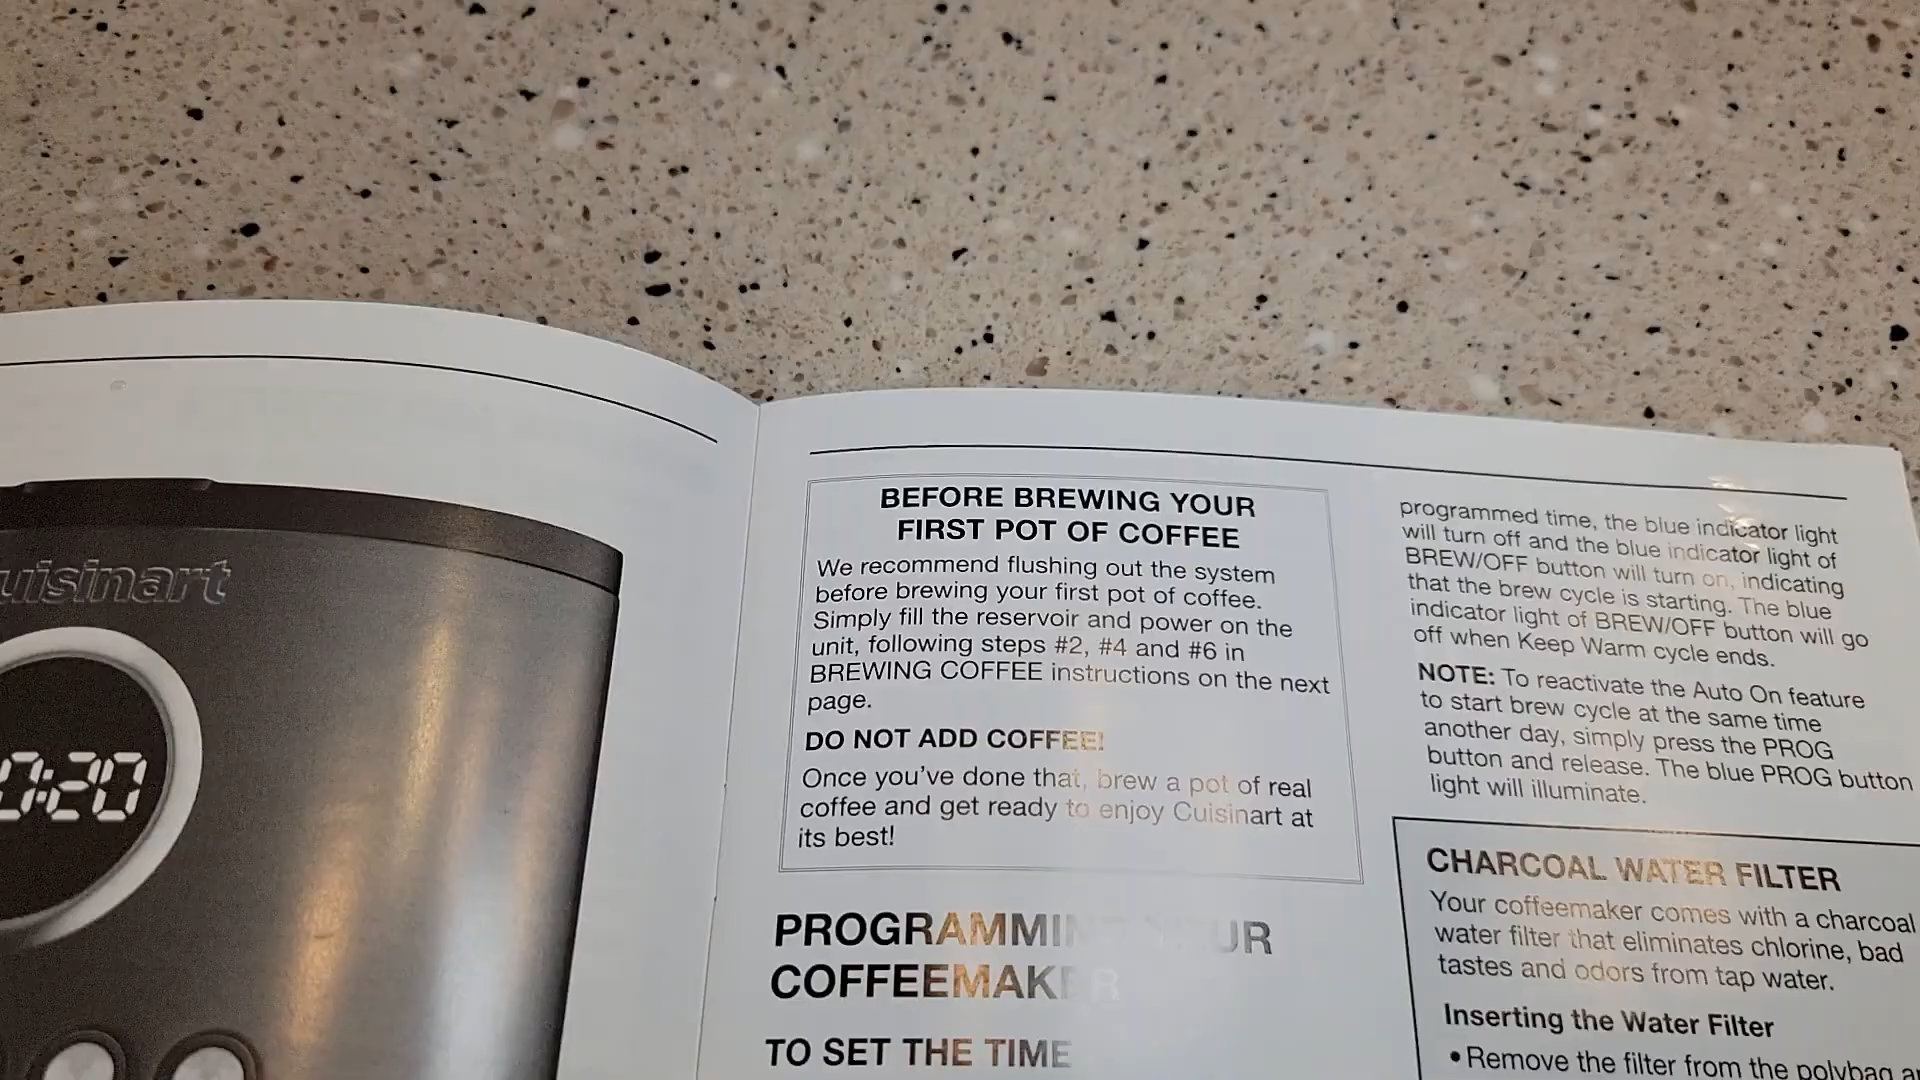 uisinart
0:20
BEFORE BREWING YOUR
FIRST POT OF COFFEE
We recommend flushing out the system
before brewing your first pot of coffee.
Simply fill the reservoir and power on the
unit, following steps #2, #4 and #6 in
BREWING COFFEE instructions on the next
page.
DO NOT ADD COFFEE!
Once you've done that, brew a pot of real
coffee and get ready to enjoy Cuisinart at
its best!
PROGRAMMING YOUR
COFFEEMAKER
TO SET THE TIME
programmed time, the blue indicator light
will turn off and the blue indicator light of
BREW/OFF button will turn on, indicating
that the brew cycle is starting. The blue
indicator light of BREW/OFF button will go
off when Keep Warm cycle ends.
NOTE: To reactivate the Auto On feature
to start brew cycle at the same time
another day, simply press the PROG
button and release. The blue PROG button
light will illuminate.
CHARCOAL WATER FILTER
Your coffeemaker comes with a charcoal
water filter that eliminates chlorine, bad
tastes and odors from tap water.
Inserting the Water Filter
• Remove the filter from the polybag